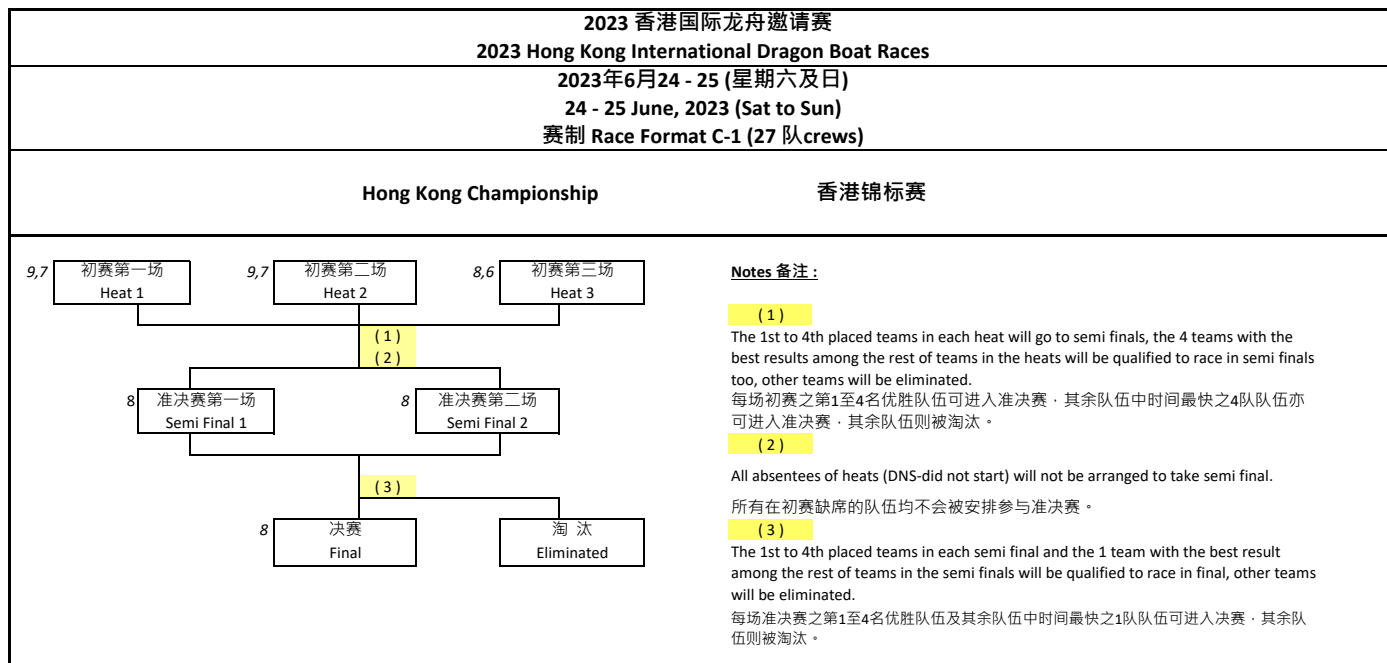 2023 香港国际龙舟邀请赛
2023 Hong Kong International Dragon Boat Races
2023年6月24 - 25 (星期六及日)
24 - 25 June, 2023 (Sat to Sun)
赛制 Race Format C-1 (27 队crews)
Hong Kong Championship 香港锦标赛
9,7 初赛第一场 9,7 初赛第二场 8,6 初赛第三场
Heat 1 Heat 2 Heat 3
( 1 )
( 2 )
8 准决赛第一场 8 准决赛第二场
Semi Final 1 Semi Final 2
( 3 )
8 决赛 淘 汰
Final Eliminated
Notes 备注 :
( 1 )
The 1st to 4th placed teams in each heat will go to semi finals, the 4 teams with the
best results among the rest of teams in the heats will be qualified to race in semi finals
too, other teams will be eliminated.
每场初赛之第1至4名优胜队伍可进入准决赛，其余队伍中时间最快之4队队伍亦
可进入准决赛，其余队伍则被淘汰。
( 2 )
All absentees of heats (DNS-did not start) will not be arranged to take semi final.
所有在初赛缺席的队伍均不会被安排参与准决赛。
( 3 )
The 1st to 4th placed teams in each semi final and the 1 team with the best result
among the rest of teams in the semi finals will be qualified to race in final, other teams
will be eliminated.
每场准决赛之第1至4名优胜队伍及其余队伍中时间最快之1队队伍可进入决赛，其余队
伍则被淘汰。